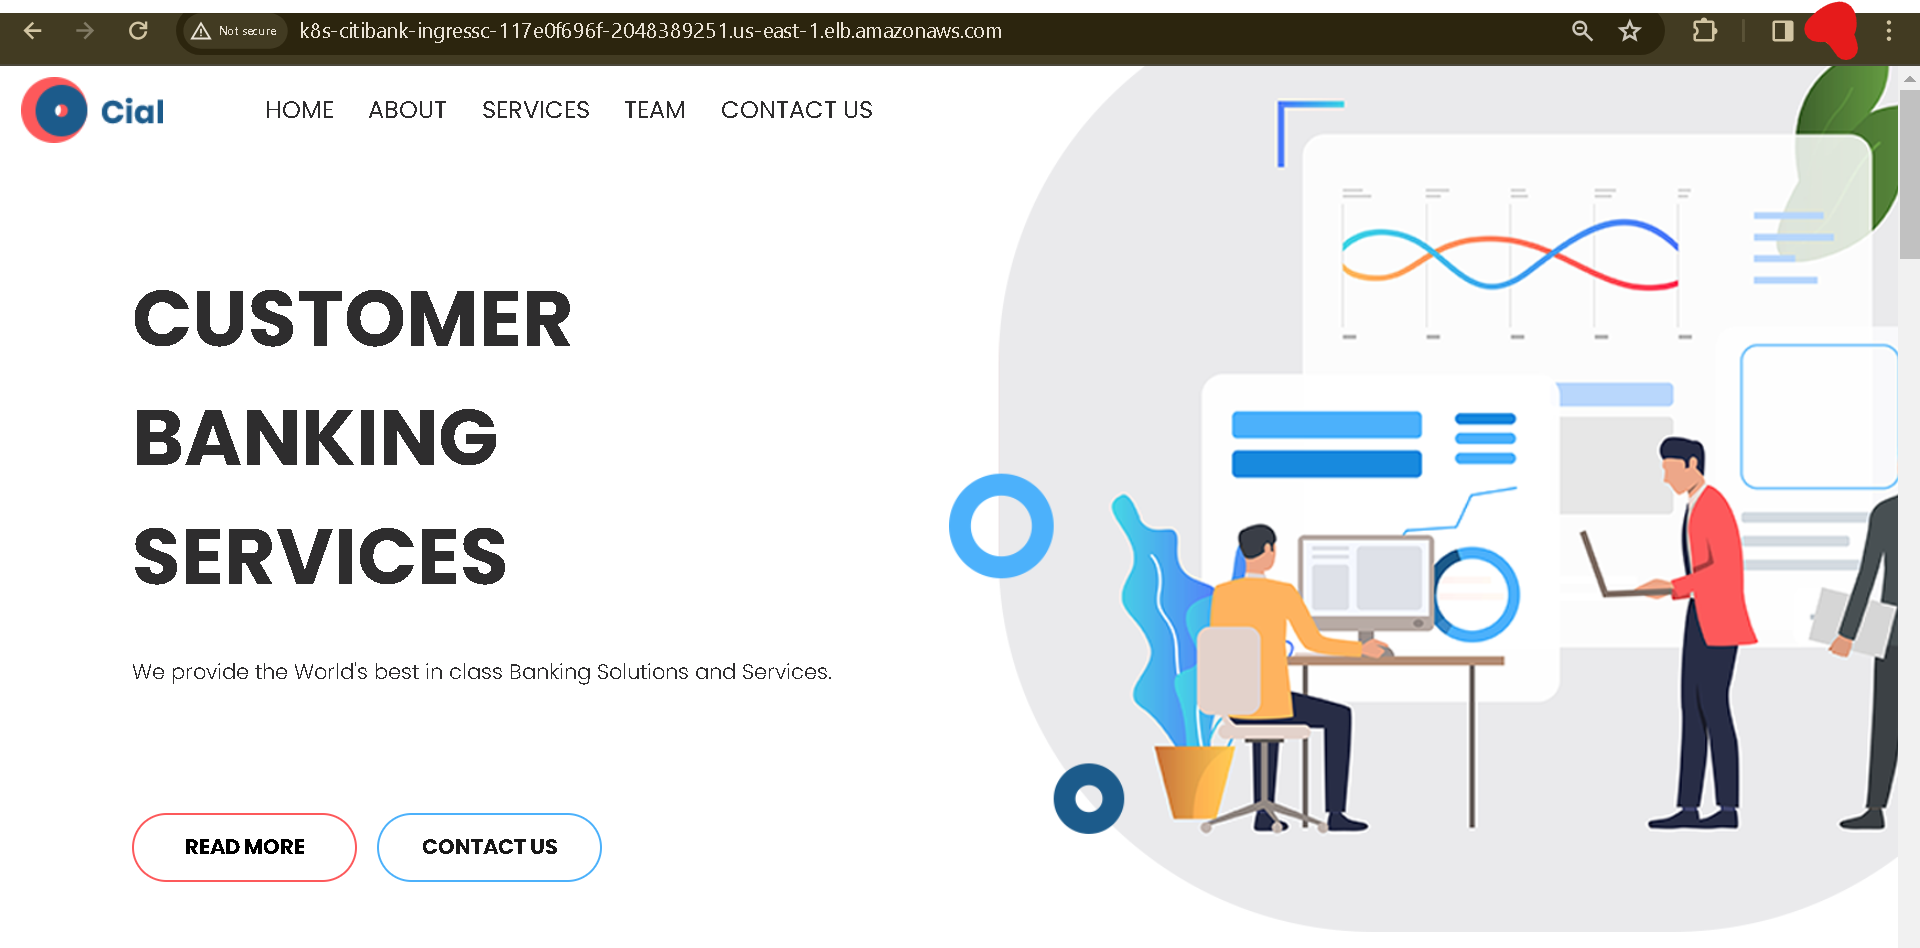 Not secure k8s-citibank-ingressc-117e0f696f-2048389251.us-east-1.elb.amazonaws.com
Cial HOME ABOUT SERVICES TEAM CONTACT US
CUSTOMER
BANKING
SERVICES
We provide the World's best in class Banking Solutions and Services.
READ MORE CONTACT US